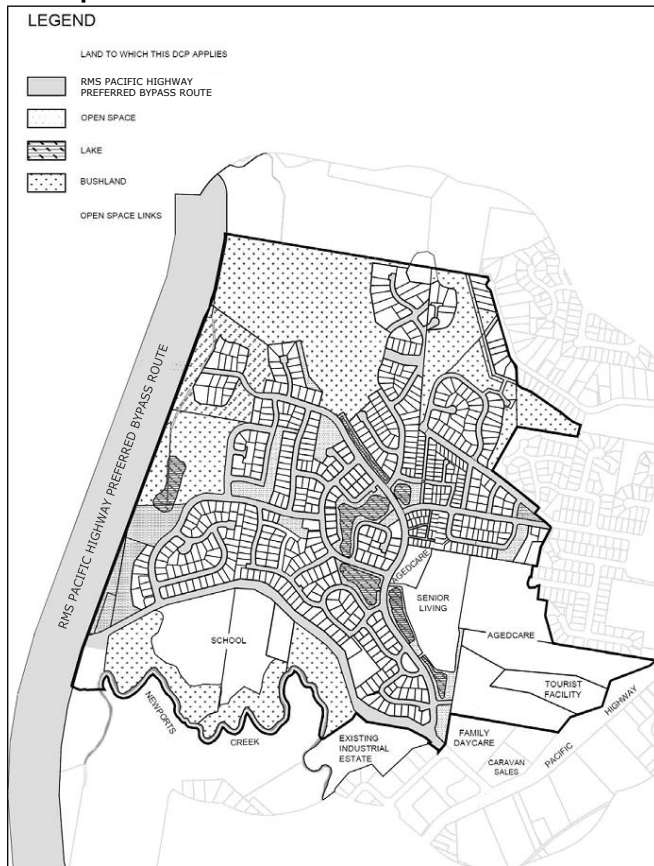 LEGEND
LAND TO WHICH THIS DCP APPLIES
RMS PACIFIC HIGHWAY
PREFERRED BYPASS ROUTE
OPEN SPACE
LAKE
BUSHLAND
OPEN SPACE LINKS
RMS PACIFIC HIGHWAY PREFERRED BYPASS ROUTE
AGEDCARE
SENIOR
LIVING
SCHOOL
AGEDCARE
TOURIST
FACILITY
NEWPORTS
CREEK
EXISTING
INDUSTRIAL
ESTATE
FAMILY
DAYCARE
CARAVAN
SALES
PACIFIC
HIGHWAY